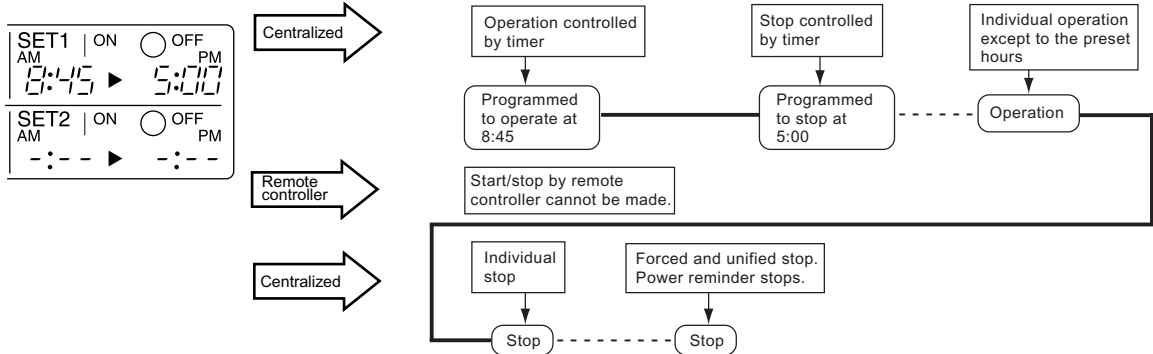 SET1 | ON OFF
AM PM
8:45 ▶ 5:00
SET2 | ON OFF
AM PM
-:-- ▶ -:--
Centralized
Operation controlled
by timer
Stop controlled
by timer
Individual operation
except to the preset
hours
Programmed
to operate at
8:45
Programmed
to stop at
5:00
Operation
Remote
controller
Start/stop by remote
controller cannot be made.
Centralized
Individual
stop
Forced and unified stop.
Power reminder stops.
Stop
Stop